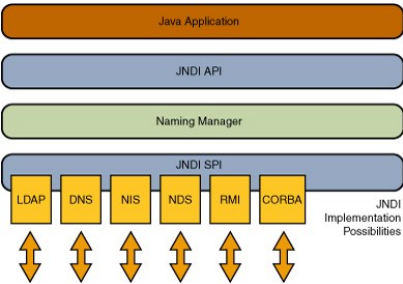 Java Application
JNDI API
Naming Manager
JNDI SPI
LDAP DNS NIS NDS RMI CORBA
JNDI
Implementation
Possibilities